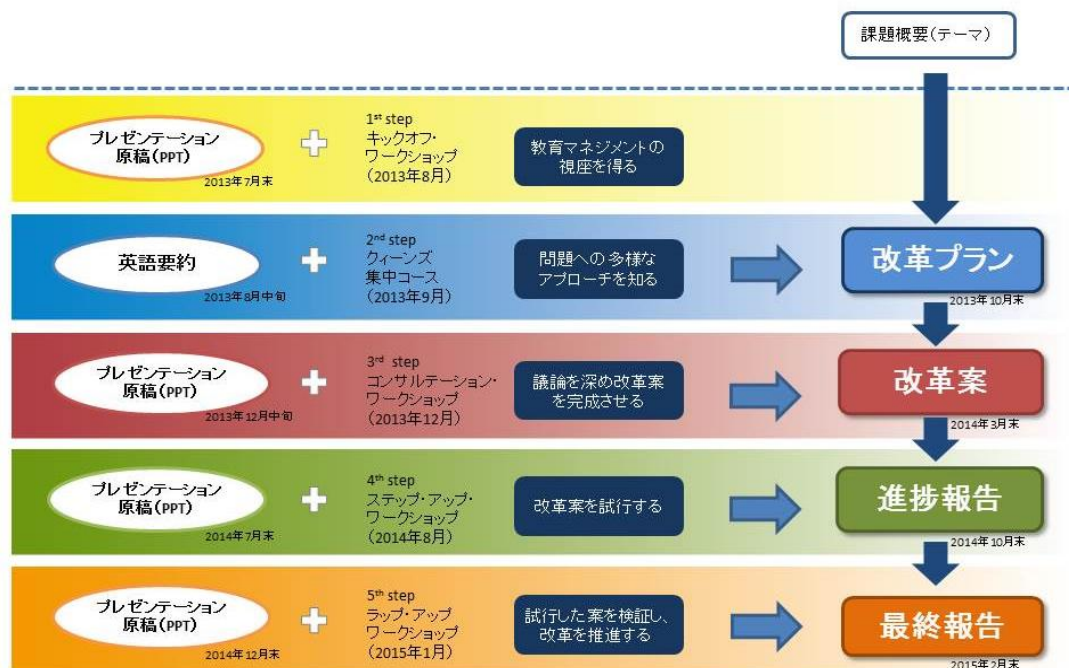 課題概要(テーマ)
プレゼンテーション
原稿(PPT)
2013年7月末
1st step
キックオフ・
ワークショップ
(2013年8月)
教育マネジメントの
視座を得る
英語要約
2013年8月中旬
2nd step
クィーンズ
集中コース
(2013年9月)
問題への多様な
アプローチを知る
改革プラン
2013年10月末
プレゼンテーション
原稿(PPT)
2013年12月中旬
3rd step
コンサルテーション・
ワークショップ
(2013年12月)
議論を深め改革案
を完成させる
改革案
2014年3月末
プレゼンテーション
原稿(PPT)
2014年7月末
4th step
ステップ・アップ・
ワークショップ
(2014年8月)
改革案を試行する
進捗報告
2014年10月末
プレゼンテーション
原稿(PPT)
2014年12月末
5th step
ラップ・アップ
ワークショップ
(2015年1月)
試行した案を検証し、
改革を推進する
最終報告
2015年2月末